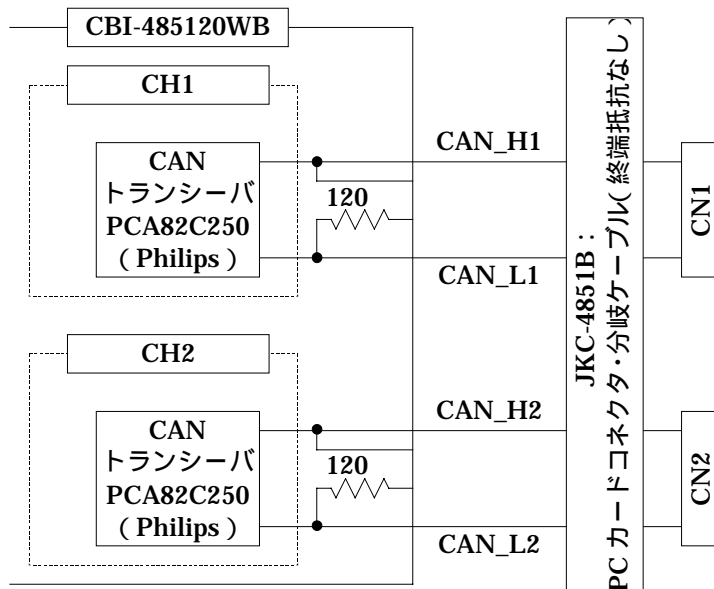 CBI-485120WB
CH1
CAN
トランシーバ
PCA82C250
( Philips )
CAN_H1
120
CAN_L1
CH2
CAN
トランシーバ
PCA82C250
( Philips )
CAN_H2
120
CAN_L2
JKC-4851B：
PC カードコネクタ・分岐ケーブル( 終端抵抗なし )
CN1
CN2